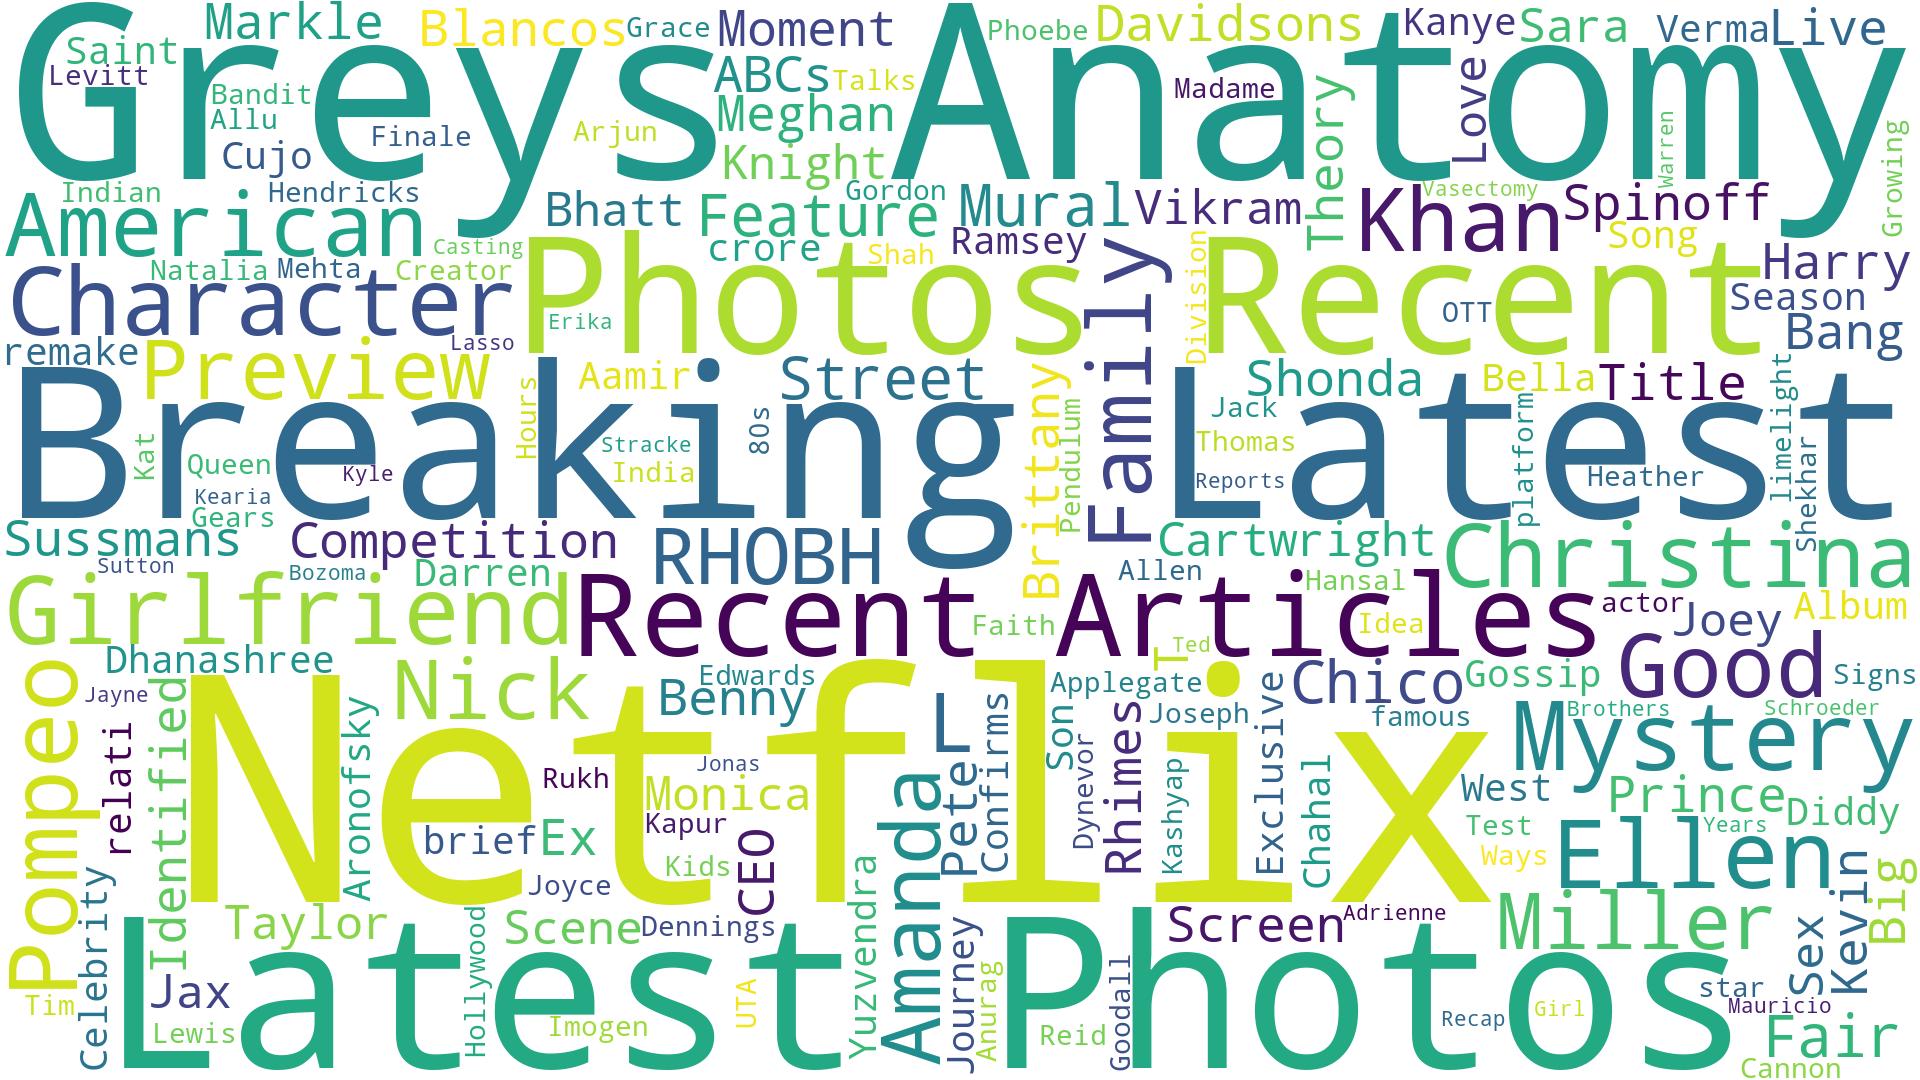 Greys Anatomy
Markle
Saint
Levitt
Blancos
Grace
Moment
Phoebe
Davidsons
Kanye
Sara
Verma
Live
Bandit
Allu
Finale
Cujo
Arjun
ABCs
Talks
Meghan
Knight
Madame
Theory
Love
Warren
Growing
Indian
Hendricks
American
Bhatt
Feature
Gordon
Mural
Vikram
Khan
Vasectomy
Spinoff
Song
Casting
crore
Shah
Ramsey
Family
Division
Harry
Natalia
Mehta
Creator
Character
Photos Recent
Erika
OTT
Season
Bang
Lasso
remake
Preview
Aamir
Street
Brittany
Shonda
Bella
Title
Breaking Latest
Kat
Hours
Stracke
80s
India
Kyle
Queen
Kearia
Gears
Pendulum
Jack
Thomas
Reports
platform
Heather
limelight
Shekhar
Sussmans
Competition
RHOBH
Cartwright
Christina
Sutton
Bozoma
Darren
Allen
Hansal
Girlfriend
Recent Articles
actor
Joey
Album
Faith
Idea
Ted
T
Good
Dhanashree
Pompeo
Jayne
relati
Identified
Nick
Edwards
Benny
Applegate
Joseph
Chico
Gossip
Signs
famous
Brothers
Schroeder
Mystery
Netflix
Aronofsky
Jonas
Rukh
Monica
Kapur
L
Confirms
Son
Dynevor
Rhimes
Kashyap
Exclusive
Chahal
West
Prince
Diddy
Test
Years
Ways
Ellen
brief
Ex
Kids
CEO
Joyce
Pete
Amanda
Yuzvendra
Celebrity
Taylor
Hollywood
Scene
Dennings
Screen
Adrienne
Miller
Sex
Kevin
Big
Latest Photos
Jax
Tim
Lewis
Imogen
UTA
Journey
Anurag
Reid
Goodall
Recap
Girl
star
Mauricio
Fair
Cannon